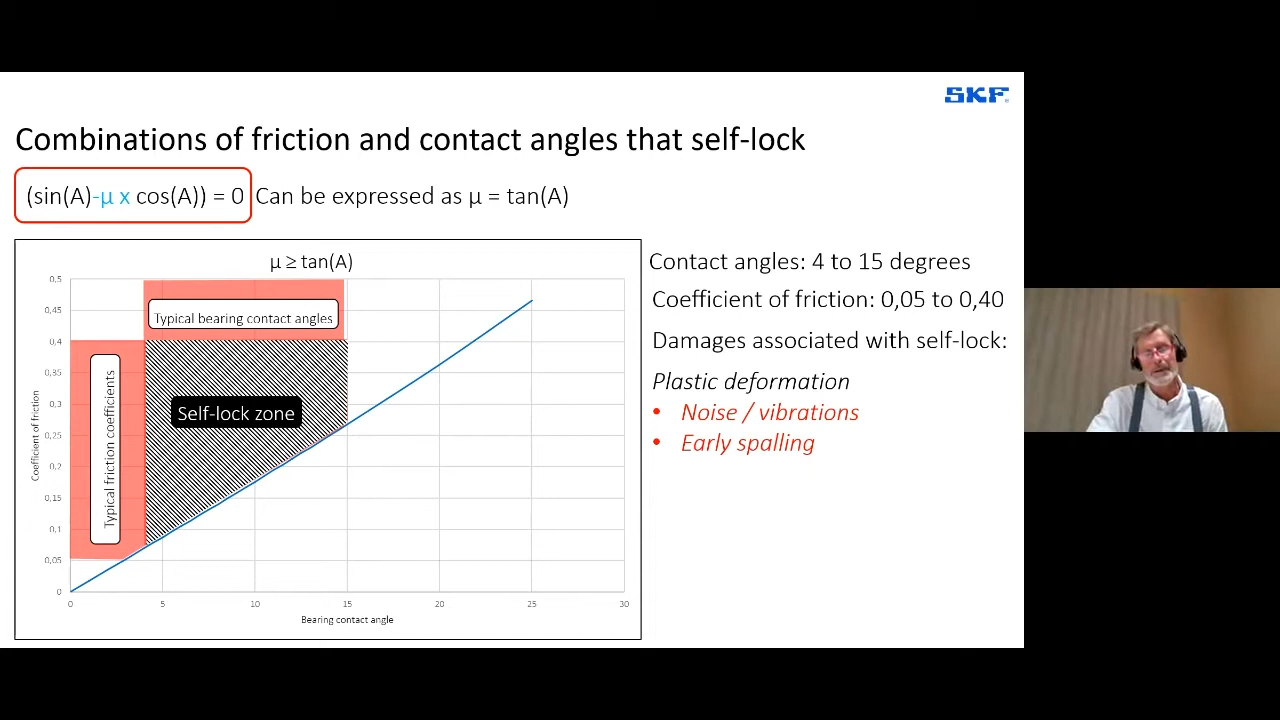 SKF
Combinations of friction and contact angles that self-lock
(sin(A)-μ x cos(A)) = 0 Can be expressed as μ = tan(A)
μ ≥ tan(A)
0,5
0,45
0,4
0,35
0,3
0,25
0,2
0,15
0,1
0,05
0
Coefficient of friction
Typical bearing contact angles
Typical friction coefficients
Self-lock zone
0 5 10 15 20 25 30
Bearing contact angle
Contact angles: 4 to 15 degrees
Coefficient of friction: 0,05 to 0,40
Damages associated with self-lock:
Plastic deformation
• Noise / vibrations
• Early spalling